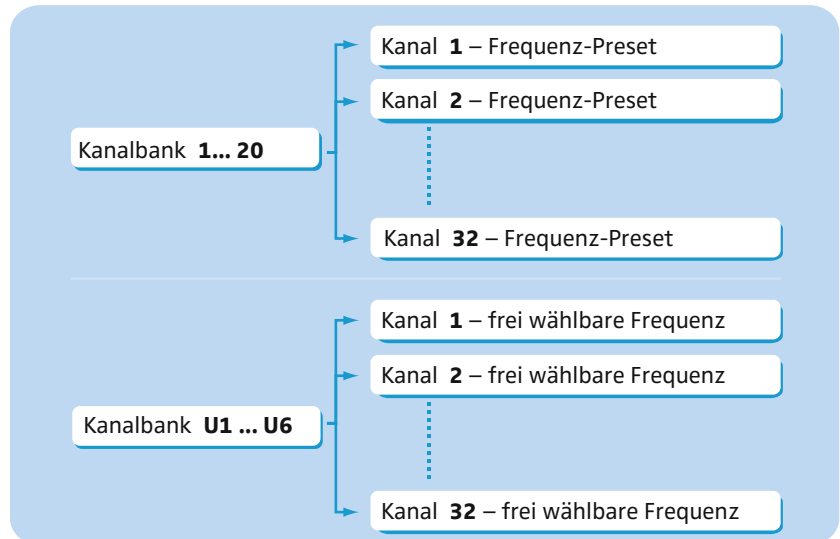 Kanal 1 – Frequenz-Preset
Kanal 2 – Frequenz-Preset
Kanalbank 1... 20
Kanal 32 – Frequenz-Preset
Kanal 1 – frei wählbare Frequenz
Kanal 2 – frei wählbare Frequenz
Kanalbank U1 ... U6
Kanal 32 – frei wählbare Frequenz